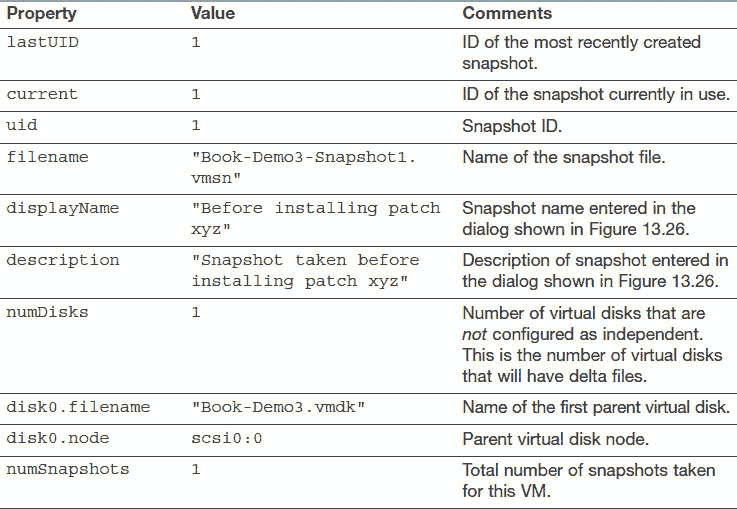 Property Value Comments
lastUID 1 ID of the most recently created
snapshot.
current 1 ID of the snapshot currently in use.
uid 1 Snapshot ID.
filename "Book-Demo3-Snapshot1. Name of the snapshot file.
vmsn"
displayName "Before installing patch Snapshot name entered in the
xyz" dialog shown in Figure 13.26.
description "Snapshot taken before Description of snapshot entered in
installing patch xyz" the dialog shown in Figure 13.26.
numDisks 1 Number of virtual disks that are
not configured as independent.
This is the number of virtual disks
that will have delta files.
disk0.filename "Book-Demo3.vmdk" Name of the first parent virtual disk.
disk0.node scsi0:0 Parent virtual disk node.
numSnapshots 1 Total number of snapshots taken
for this VM.